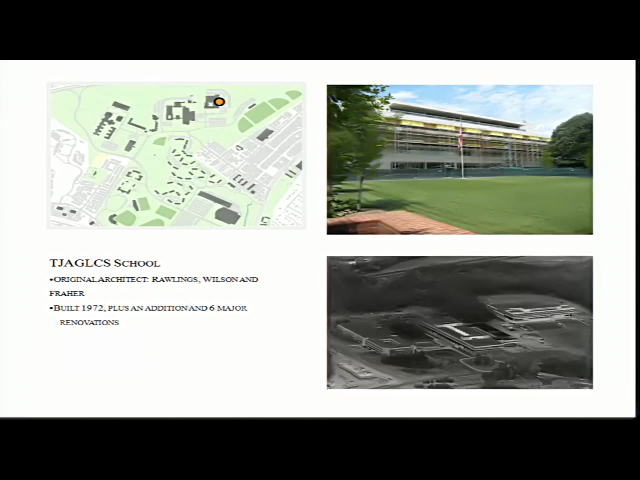 TJAGLCS School
•Original Architect: Rawlings, Wilson and
Fraher
•Built 1972, plus an addition and 6 major
renovations